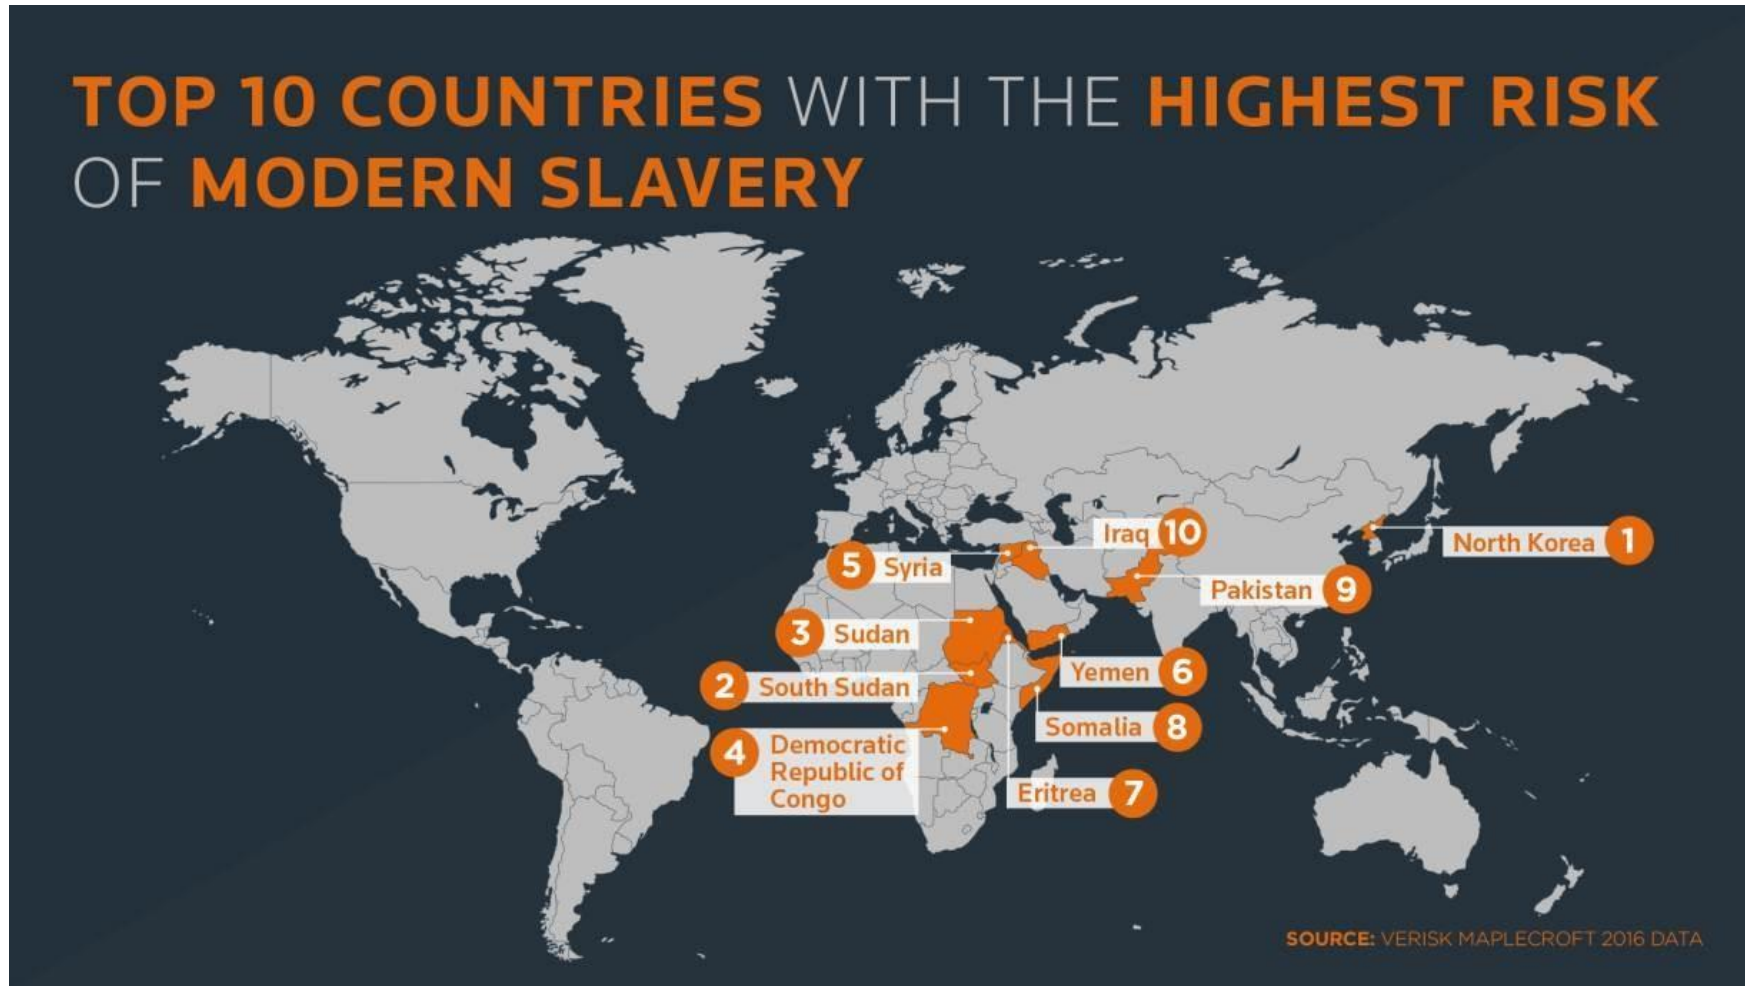 TOP 10 COUNTRIES WITH THE HIGHEST RISK
OF MODERN SLAVERY
Iraq 10
North Korea 1
5 Syria
Pakistan 9
3 Sudan
Yemen 6
2 South Sudan
Somalia 8
4 Democratic
Republic of
Congo
Eritrea 7
SOURCE: VERISK MAPLECROFT 2016 DATA